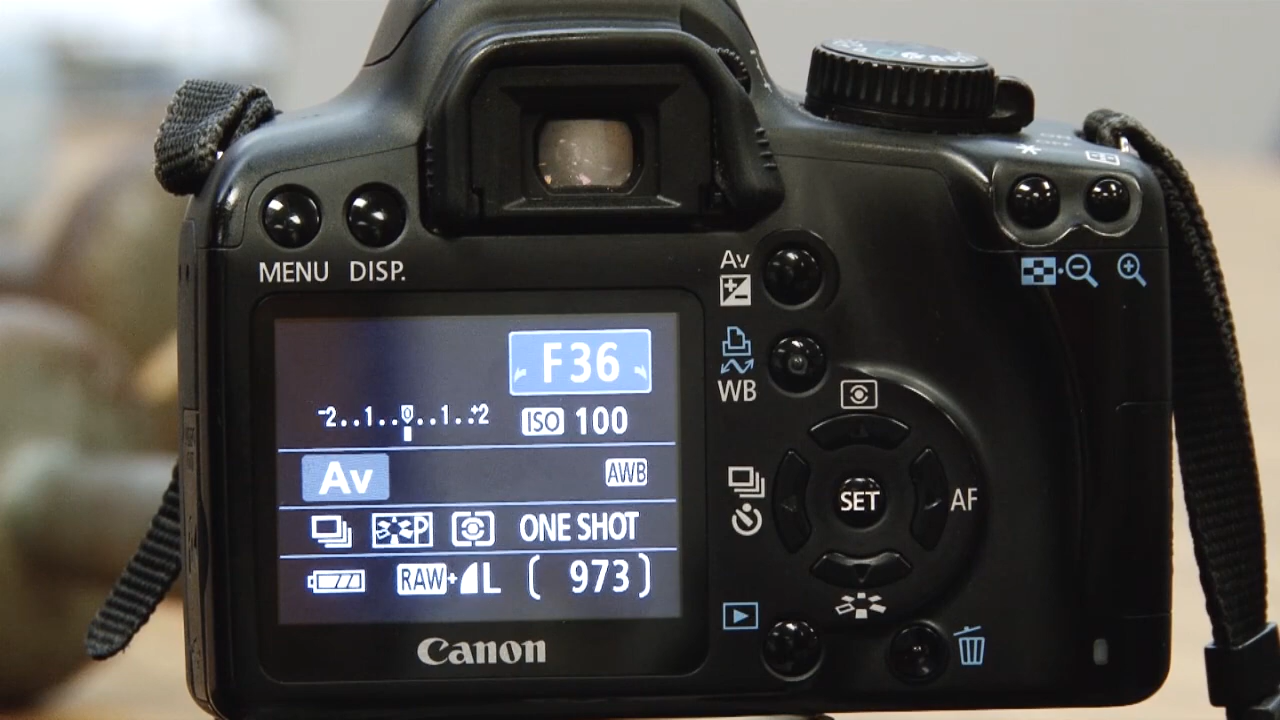 MENU DISP.
Av
F36
-2..1..0..1..+2 ISO 100
WB
Av AWB
SET AF
P ONE SHOT
RAW+L [ 973]
Canon